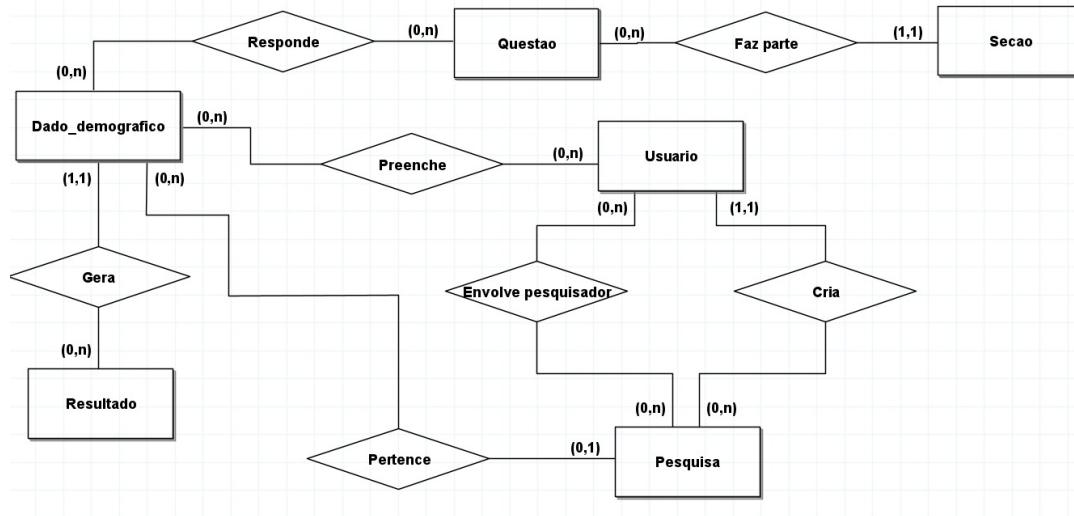 Responde
(0,n)
Questao
(0,n)
Faz parte
(1,1)
Secao
(0,n)
Dado_demografico
(0,n)
Preenche
(0,n)
Usuario
(1,1)
(0,n)
(0,n)
(1,1)
Gera
Envolve pesquisador
Cria
(0,n)
Resultado
(0,n)
(0,n)
Pertence
(0,1)
Pesquisa